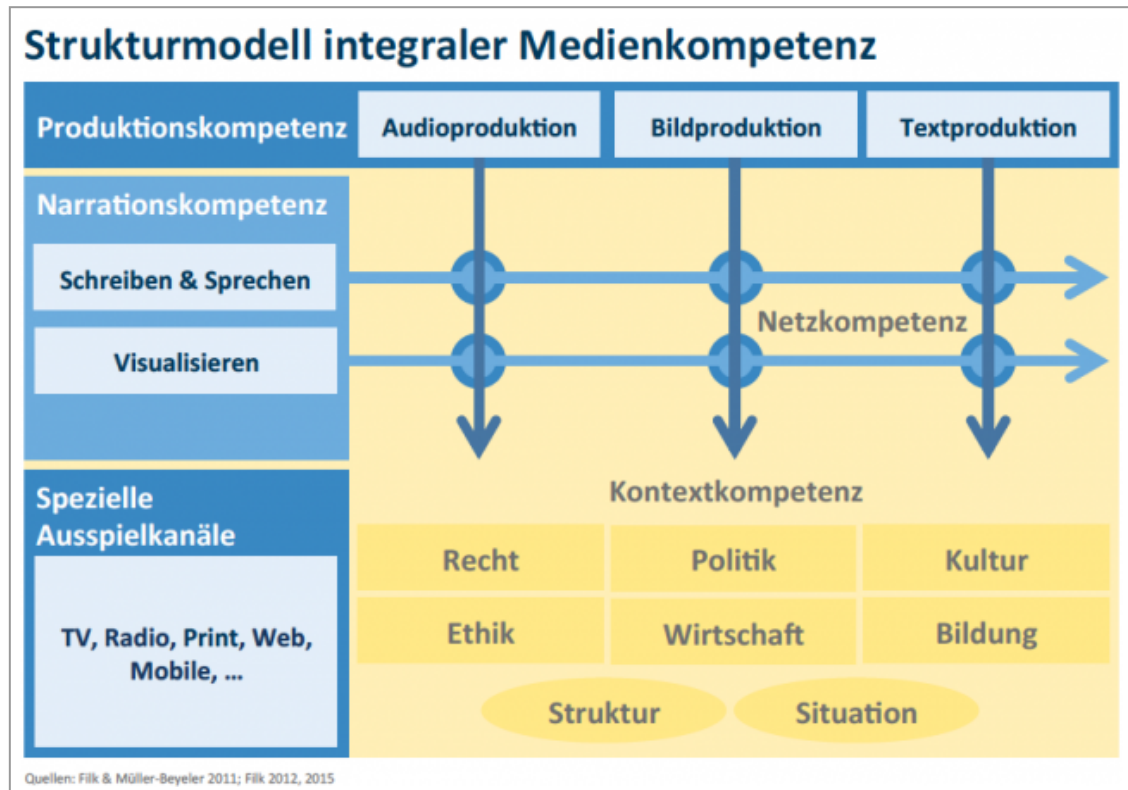 Strukturmodell integraler Medienkompetenz
Produktionskompetenz
Audioproduktion
Bildproduktion
Textproduktion
Narrationskompetenz
Schreiben & Sprechen
Netzkompetenz
Visualisieren
Spezielle
Ausspielkanäle
TV, Radio, Print, Web,
Mobile, ...
Kontextkompetenz
Recht
Politik
Kultur
Ethik
Wirtschaft
Bildung
Struktur
Situation
Quellen: Filk & Müller-Beyeler 2011; Filk 2012, 2015